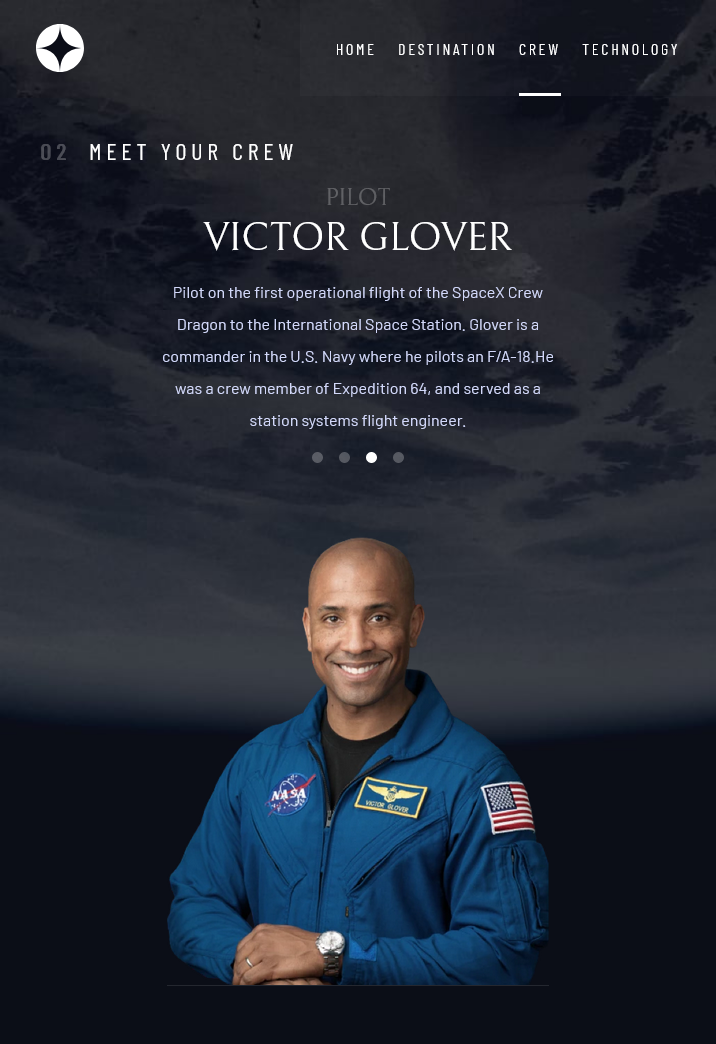 HOME DESTINATION CREW TECHNOLOGY
02 MEET YOUR CREW
PILOT
VICTOR GLOVER
Pilot on the first operational flight of the SpaceX Crew
Dragon to the International Space Station. Glover is a
commander in the U.S. Navy where he pilots an F/A-18.He
was a crew member of Expedition 64, and served as a
station systems flight engineer.
NASA
VICTOR GLOVER